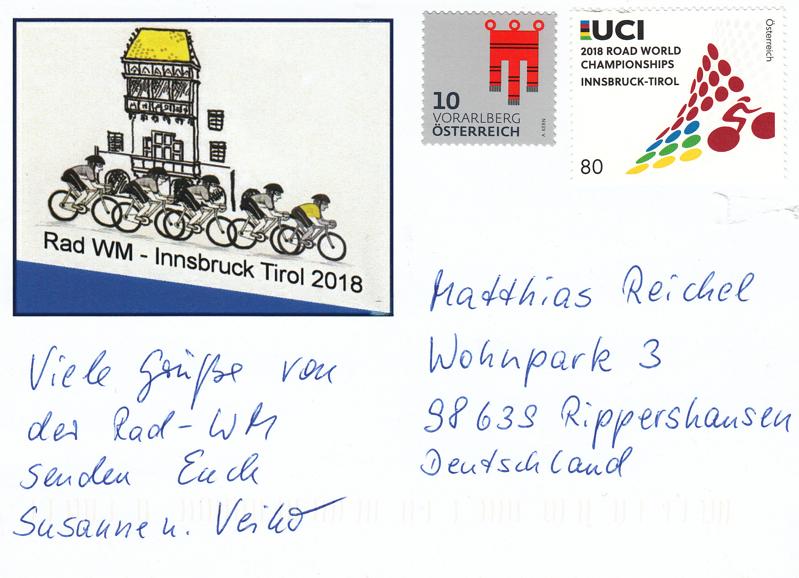 Rad WM - Innsbruck Tirol 2018
10
VORARLBERG
ÖSTERREICH
A. KERN
UCI
2018 ROAD WORLD
CHAMPIONSHIPS
INNSBRUCK-TIROL
80
Österreich
Viele Grüße von
der Rad-WM
senden Euch
Susanne u. Veiko
Matthias Reichel
Wohnpark 3
98639 Rippershausen
Deutschland